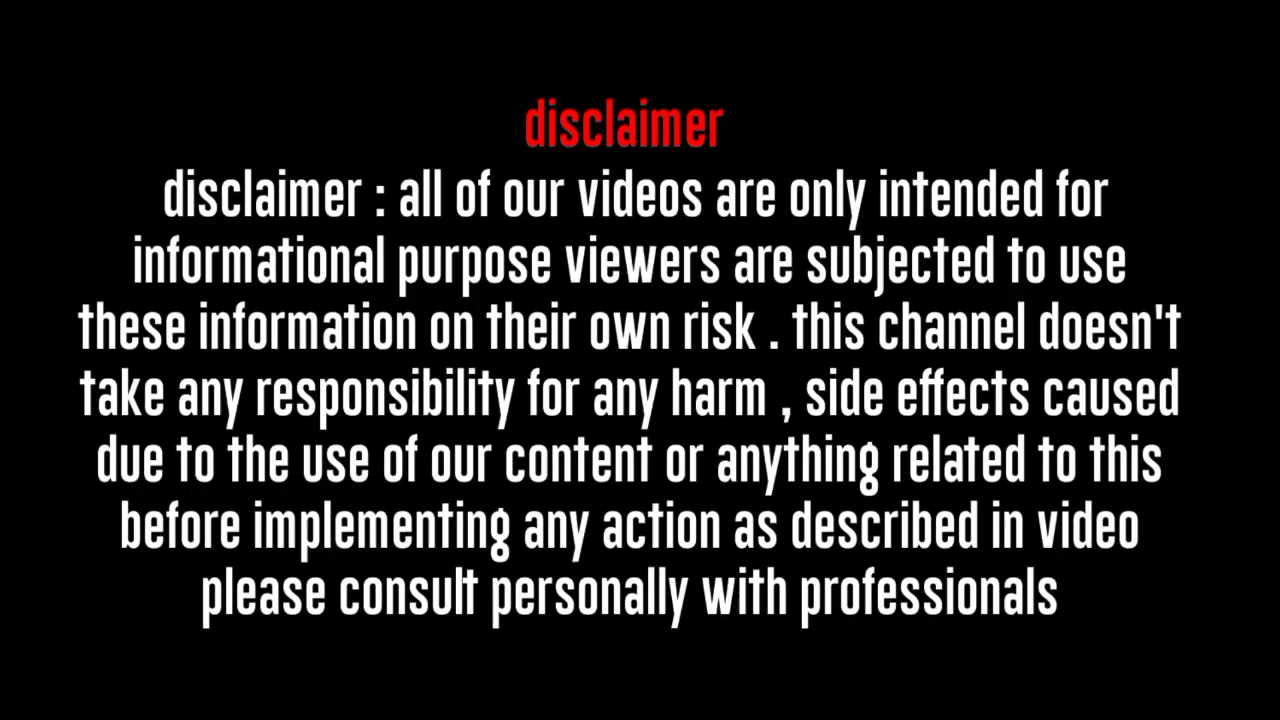 disclaimer
disclaimer : all of our videos are only intended for
informational purpose viewers are subjected to use
these information on their own risk . this channel doesn't
take any responsibility for any harm , side effects caused
due to the use of our content or anything related to this
before implementing any action as described in video
please consult personally with professionals